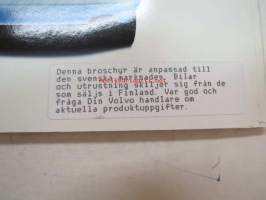 Denna broschyr är anpassad till
den svenska marknaden. Bilar
och utrustning skiljer sig från de
som säljs i Finland. Var god och
fråga Din Volvo handlare om
aktuella produktuppgifter.